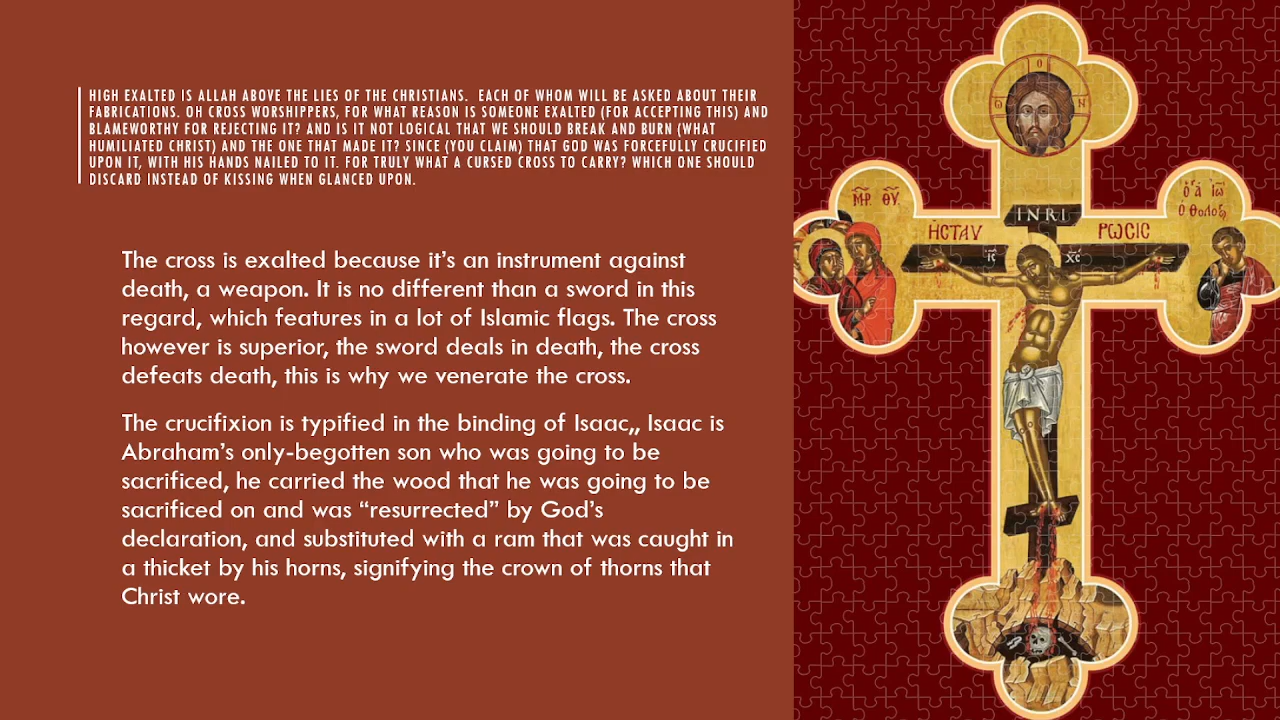 HIGH EXALTED IS ALLAH ABOVE THE LIES OF THE CHRISTIANS.  EACH OF WHOM WILL BE ASKED ABOUT THEIR
FABRICATIONS. OH CROSS WORSHIPPERS, FOR WHAT REASON IS SOMEONE EXALTED (FOR ACCEPTING THIS) AND
BLAMEWORTHY FOR REJECTING IT? AND IS IT NOT LOGICAL THAT WE SHOULD BREAK AND BURN (WHAT
HUMILIATED CHRIST) AND THE ONE THAT MADE IT? SINCE (YOU CLAIM) THAT GOD WAS FORCEFULLY CRUCIFIED
UPON IT, WITH HIS HANDS NAILED TO IT. FOR TRULY WHAT A CURSED CROSS TO CARRY? WHICH ONE SHOULD
DISCARD INSTEAD OF KISSING WHEN GLANCED UPON.
The cross is exalted because it’s an instrument against
death, a weapon. It is no different than a sword in this
regard, which features in a lot of Islamic flags. The cross
however is superior, the sword deals in death, the cross
defeats death, this is why we venerate the cross.
The crucifixion is typified in the binding of Isaac,, Isaac is
Abraham’s only-begotten son who was going to be
sacrificed, he carried the wood that he was going to be
sacrificed on and was “resurrected” by God’s
declaration, and substituted with a ram that was caught in
a thicket by his horns, signifying the crown of thorns that
Christ wore.
Ο Ω Ν
ΜΡ ΘΥ
INRI
ΗϹΤΑΥ ΡΩϹΙϹ
ΙϹ ΧϹ